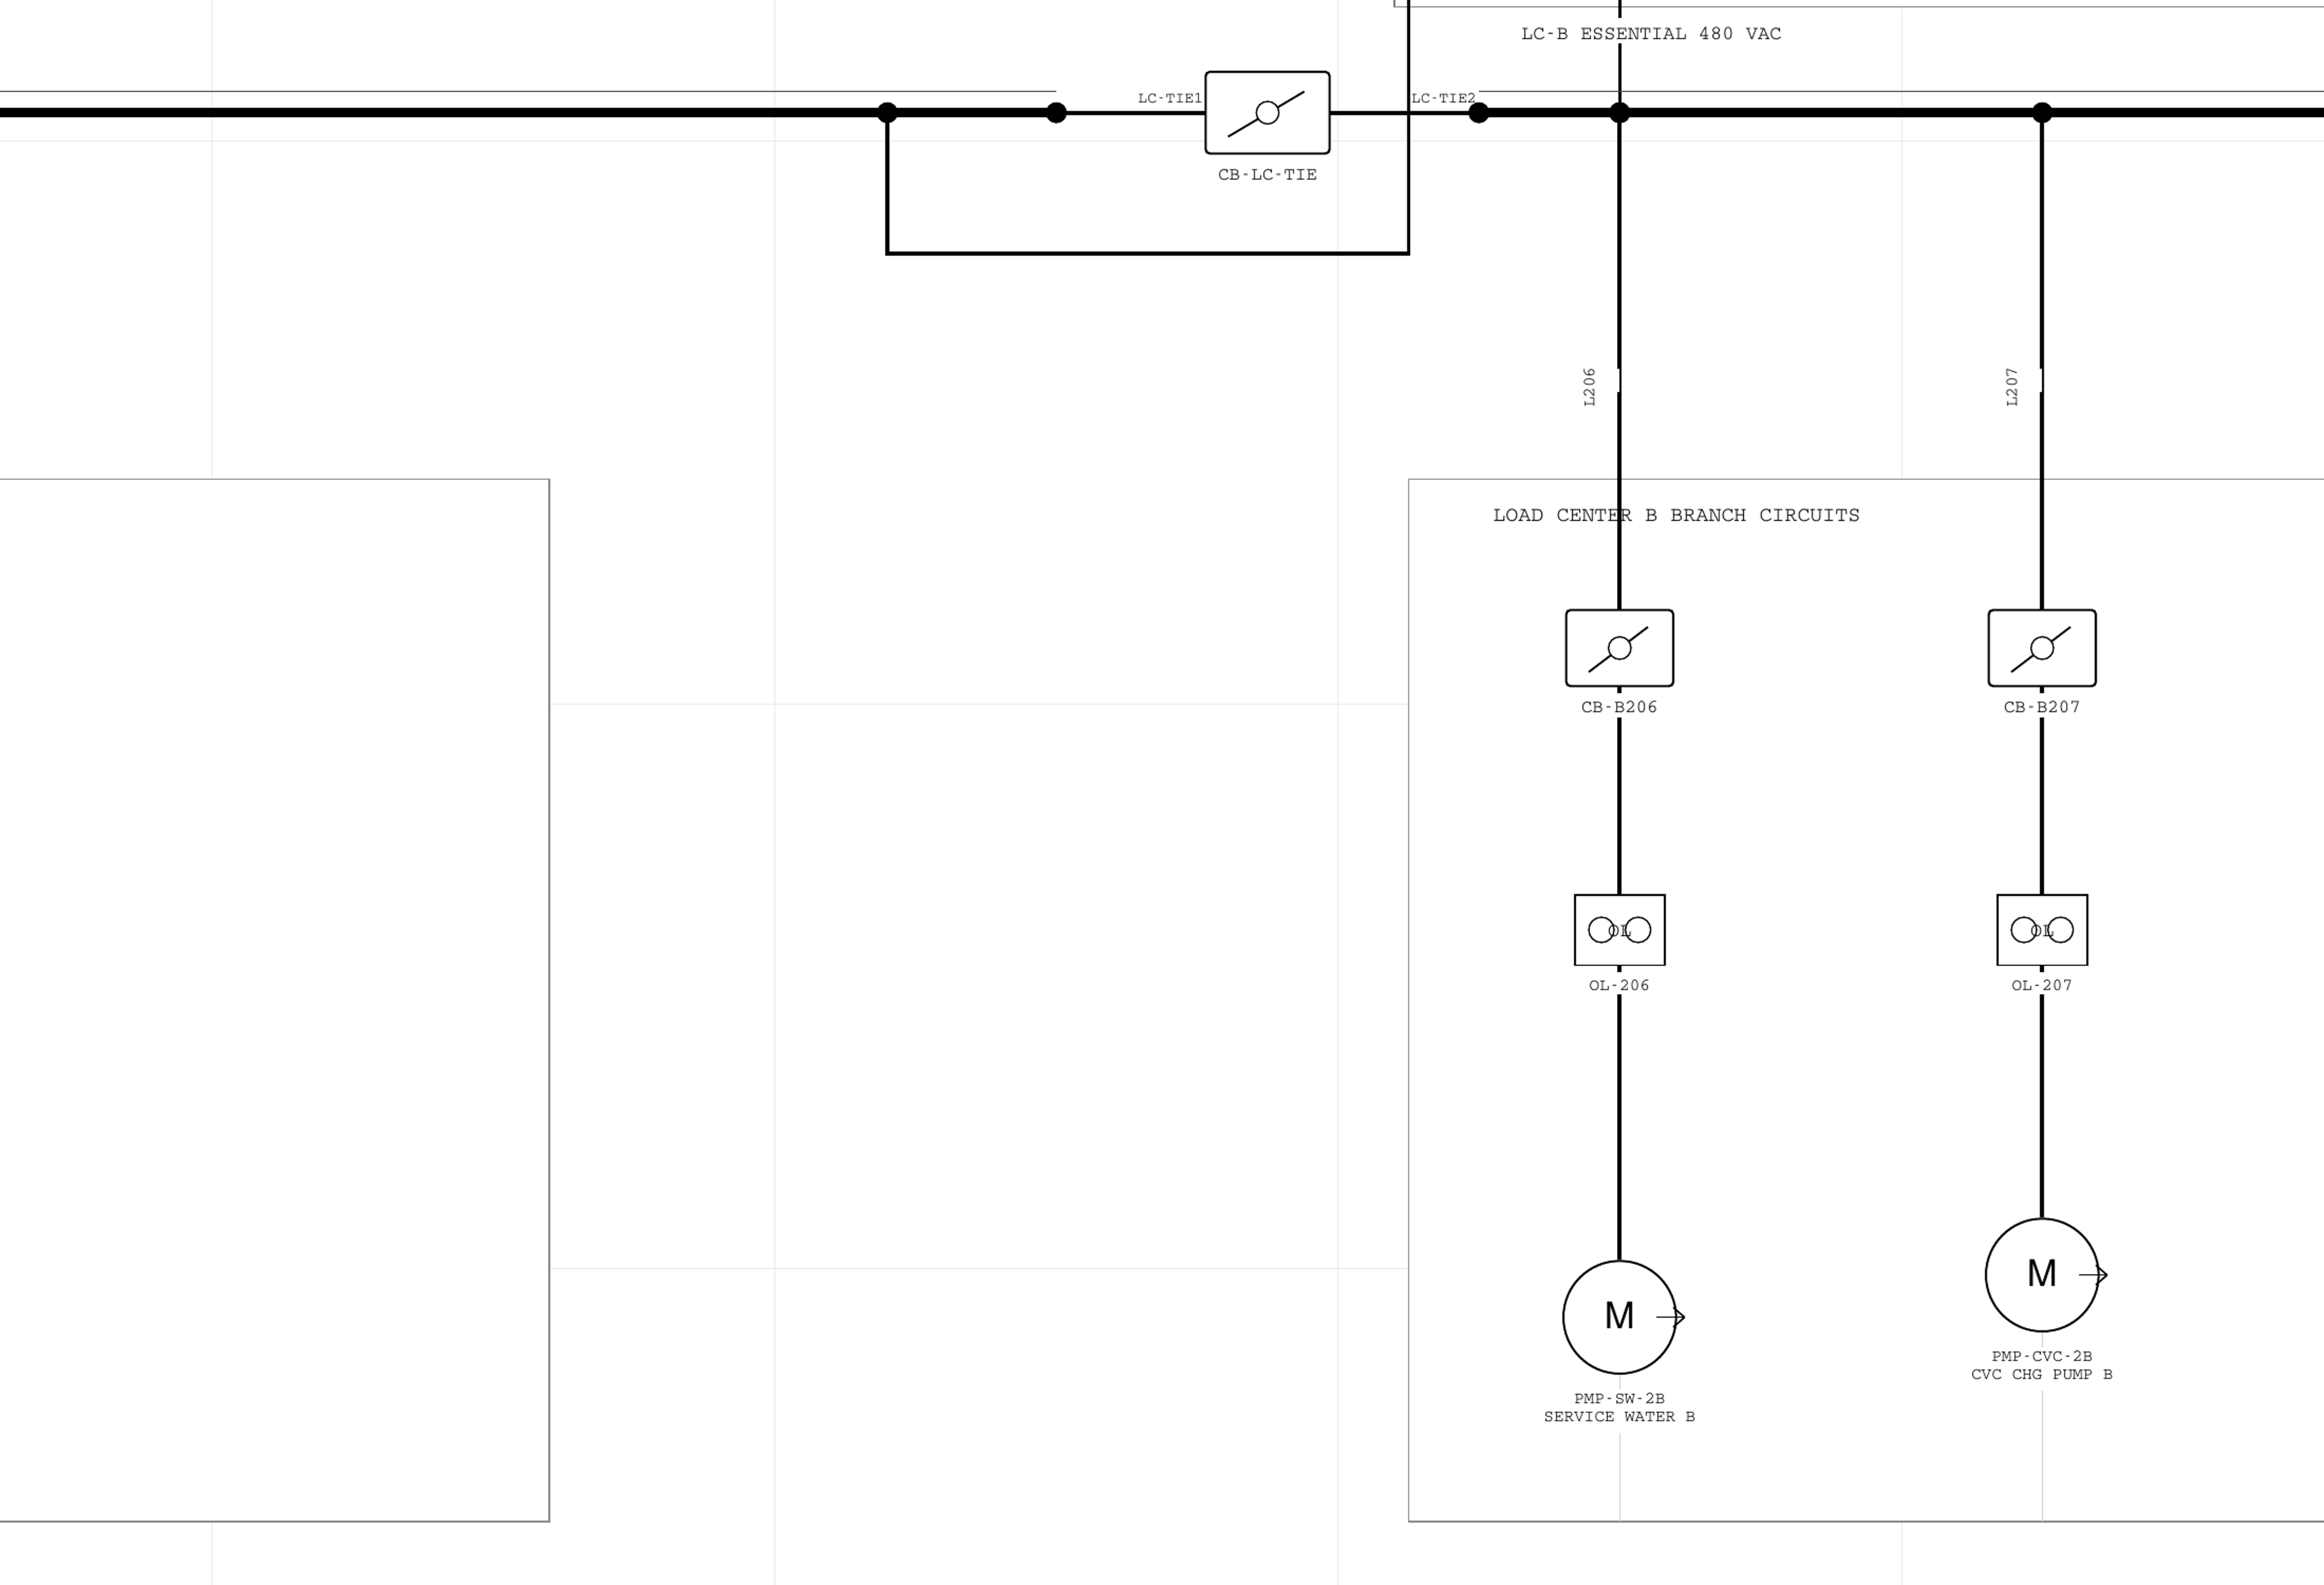 LC-B ESSENTIAL 480 VAC
LC-TIE1
LC-TIE2
CB-LC-TIE
L206
L207
LOAD CENTER B BRANCH CIRCUITS
CB-B206
CB-B207
OL
OL
OL-206
OL-207
M
M
PMP-CVC-2B
CVC CHG PUMP B
PMP-SW-2B
SERVICE WATER B